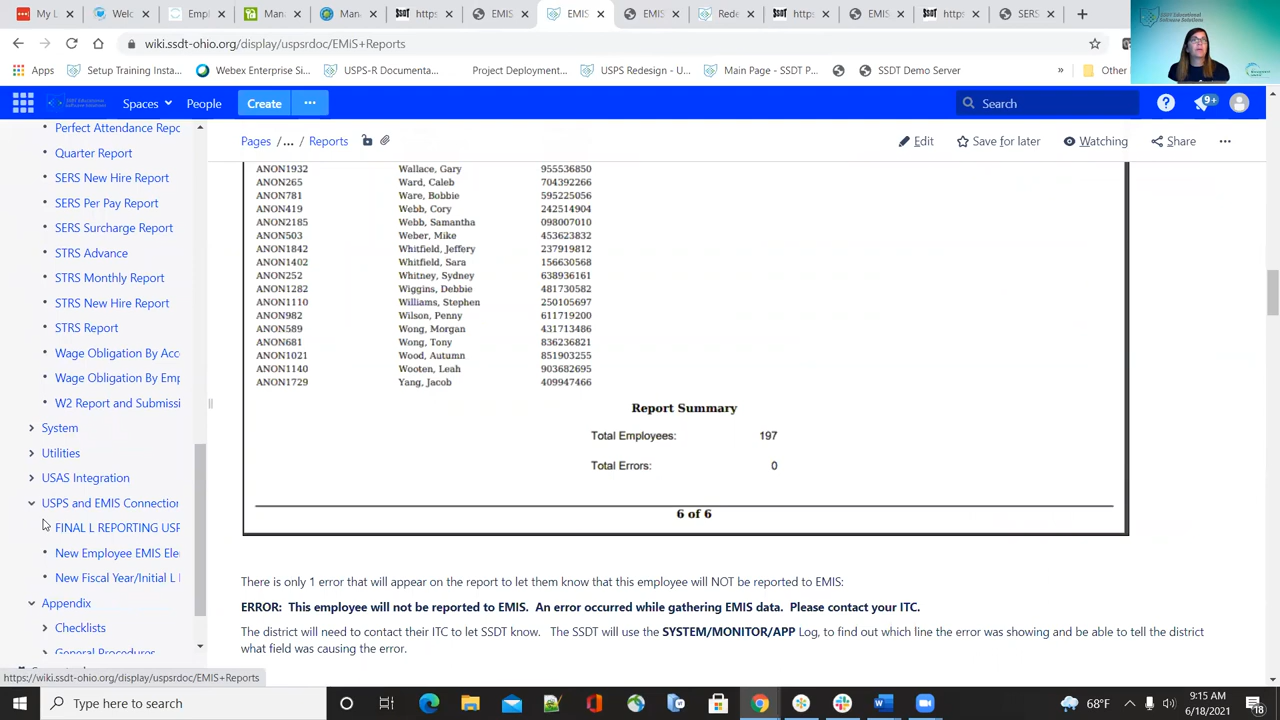 My L
Welc
Empl
Man
Man
SSDT
https
EMIS
EMIS
EMIS
Rede
https
EMIS
https
SERS
wiki.ssdt-ohio.org/display/uspsrdoc/EMIS+Reports
Apps
Setup Training Insta...
Webex Enterprise Si...
USPS-R Documenta...
Project Deployment...
USPS Redesign - U...
Main Page - SSDT P...
SSDT Demo Server
»
Other
SSDT Educational
Software Solutions
Spaces
People
Create
Search
9+
Perfect Attendance Repo
Quarter Report
SERS New Hire Report
SERS Per Pay Report
SERS Surcharge Report
STRS Advance
STRS Monthly Report
STRS New Hire Report
STRS Report
Wage Obligation By Acc
Wage Obligation By Emp
W2 Report and Submissi
System
Utilities
USAS Integration
USPS and EMIS Connection
FINAL L REPORTING USP
New Employee EMIS Ele
New Fiscal Year/Initial L
Appendix
Checklists
General Procedures
Pages /... / Reports
Edit
Save for later
Watching
Share
ANON1932 Wallace, Gary 955536850
ANON265 Ward, Caleb 704392266
ANON781 Ware, Bobbie 595225056
ANON419 Webb, Cory 242514904
ANON2185 Webb, Samantha 098007010
ANON503 Weber, Mike 453623832
ANON1842 Whitfield, Jeffery 237919812
ANON1402 Whitfield, Sara 156630568
ANON252 Whitney, Sydney 638936161
ANON1282 Wiggins, Debbie 481730582
ANON1110 Williams, Stephen 250105697
ANON982 Wilson, Penny 611719200
ANON589 Wong, Morgan 431713486
ANON681 Wong, Tony 836236821
ANON1021 Wood, Autumn 851903255
ANON1140 Wooten, Leah 903682695
ANON1729 Yang, Jacob 409947466
Report Summary
Total Employees: 197
Total Errors: 0
6 of 6
There is only 1 error that will appear on the report to let them know that this employee will NOT be reported to EMIS:
ERROR: This employee will not be reported to EMIS. An error occurred while gathering EMIS data. Please contact your ITC.
The district will need to contact their ITC to let SSDT know. The SSDT will use the SYSTEM/MONITOR/APP Log, to find out which line the error was showing and be able to tell the district
what field was causing the error.
https://wiki.ssdt-ohio.org/display/uspsrdoc/EMIS+Reports
Type here to search
68°F
9:15 AM
6/18/2021
18